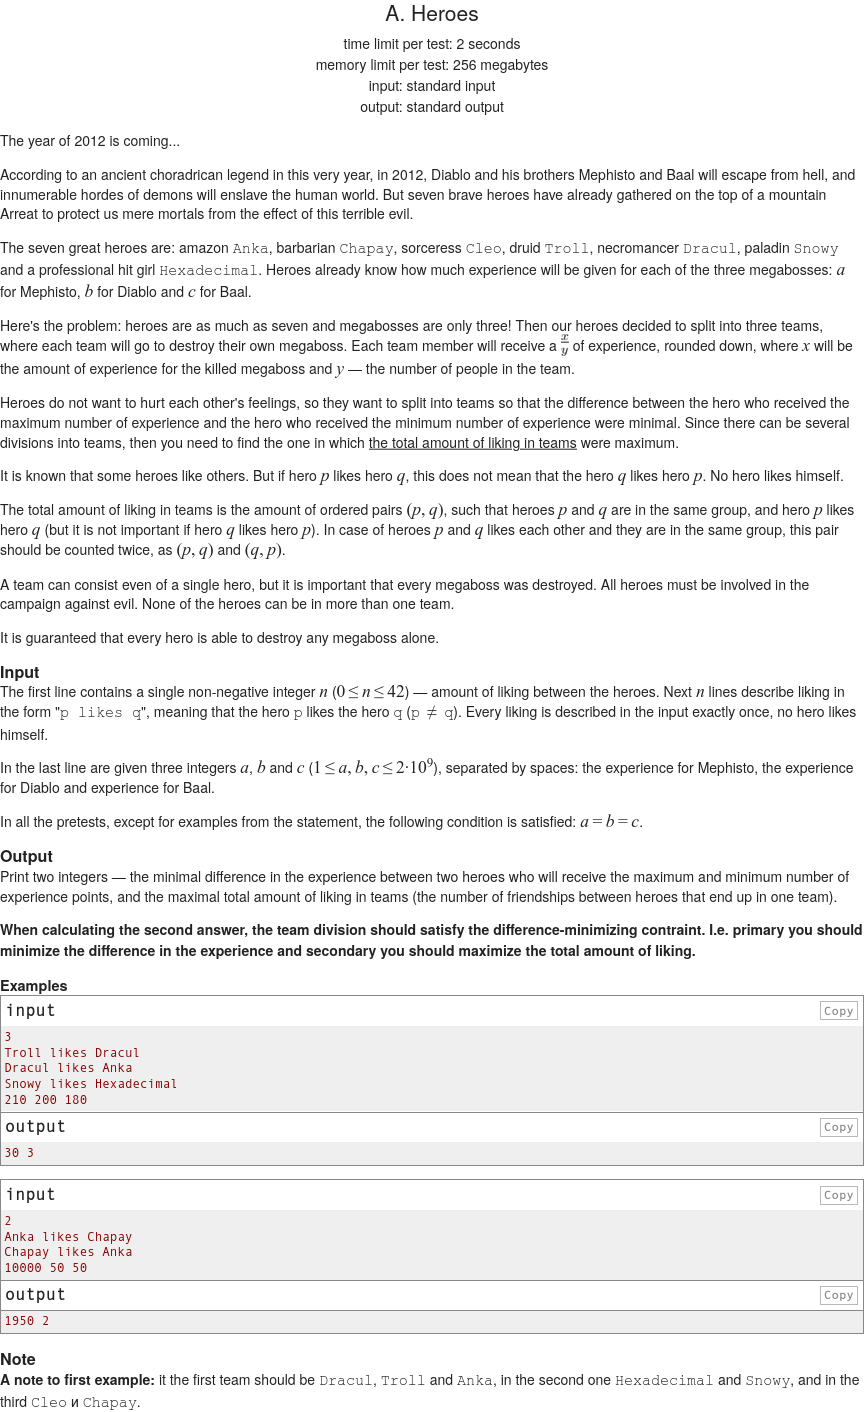 A. Heroes
time limit per test: 2 seconds
memory limit per test: 256 megabytes
input: standard input
output: standard output
The year of 2012 is coming...
According to an ancient choradrican legend in this very year, in 2012, Diablo and his brothers Mephisto and Baal will escape from hell, and
innumerable hordes of demons will enslave the human world. But seven brave heroes have already gathered on the top of a mountain
Arreat to protect us mere mortals from the effect of this terrible evil.
The seven great heroes are: amazon Anka, barbarian Chapay, sorceress Cleo, druid Troll, necromancer Dracul, paladin Snowy
and a professional hit girl Hexadecimal. Heroes already know how much experience will be given for each of the three megabosses: a
for Mephisto, b for Diablo and c for Baal.
Here's the problem: heroes are as much as seven and megabosses are only three! Then our heroes decided to split into three teams,
where each team will go to destroy their own megaboss. Each team member will receive a x/y of experience, rounded down, where x will be
the amount of experience for the killed megaboss and y — the number of people in the team.
Heroes do not want to hurt each other's feelings, so they want to split into teams so that the difference between the hero who received the
maximum number of experience and the hero who received the minimum number of experience were minimal. Since there can be several
divisions into teams, then you need to find the one in which the total amount of liking in teams were maximum.
It is known that some heroes like others. But if hero p likes hero q, this does not mean that the hero q likes hero p. No hero likes himself.
The total amount of liking in teams is the amount of ordered pairs (p, q), such that heroes p and q are in the same group, and hero p likes
hero q (but it is not important if hero q likes hero p). In case of heroes p and q likes each other and they are in the same group, this pair
should be counted twice, as (p, q) and (q, p).
A team can consist even of a single hero, but it is important that every megaboss was destroyed. All heroes must be involved in the
campaign against evil. None of the heroes can be in more than one team.
It is guaranteed that every hero is able to destroy any megaboss alone.
Input
The first line contains a single non-negative integer n (0 ≤ n ≤ 42) — amount of liking between the heroes. Next n lines describe liking in
the form "p likes q", meaning that the hero p likes the hero q (p ≠ q). Every liking is described in the input exactly once, no hero likes
himself.
In the last line are given three integers a, b and c (1 ≤ a, b, c ≤ 2·10⁹), separated by spaces: the experience for Mephisto, the experience
for Diablo and experience for Baal.
In all the pretests, except for examples from the statement, the following condition is satisfied: a = b = c.
Output
Print two integers — the minimal difference in the experience between two heroes who will receive the maximum and minimum number of
experience points, and the maximal total amount of liking in teams (the number of friendships between heroes that end up in one team).
When calculating the second answer, the team division should satisfy the difference-minimizing contraint. I.e. primary you should
minimize the difference in the experience and secondary you should maximize the total amount of liking.
Examples
input
Copy
3
Troll likes Dracul
Dracul likes Anka
Snowy likes Hexadecimal
210 200 180
output
Copy
30 3
input
Copy
2
Anka likes Chapay
Chapay likes Anka
10000 50 50
output
Copy
1950 2
Note
A note to first example: it the first team should be Dracul, Troll and Anka, in the second one Hexadecimal and Snowy, and in the
third Cleo и Chapay.